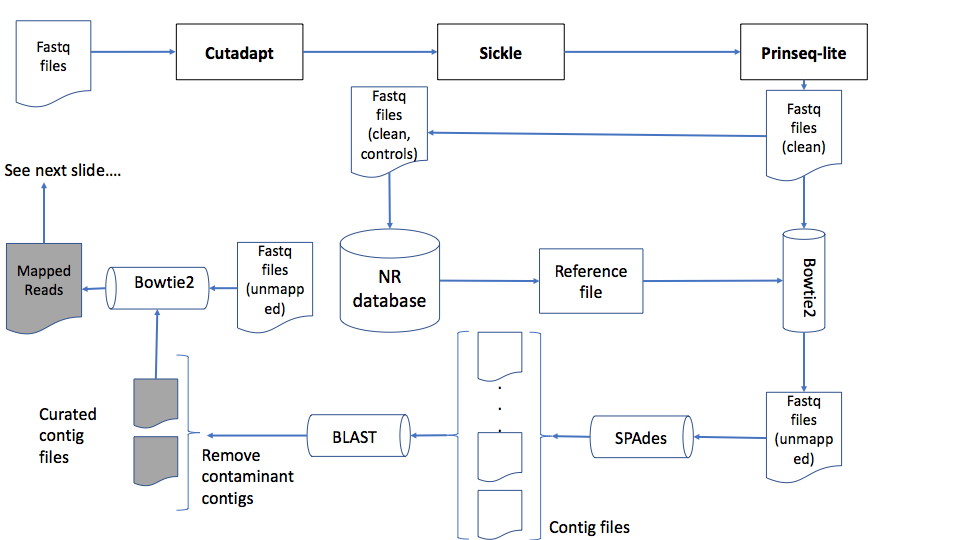 Fastq
files
Cutadapt
Sickle
Prinseq-lite
Fastq
files
(clean,
controls)
Fastq
files
(clean)
See next slide....
Mapped
Reads
Bowtie2
Fastq
files
(unmapp
ed)
NR
database
Reference
file
Bowtie2
Curated
contig
files
Remove
contaminant
contigs
BLAST
Contig files
SPAdes
Fastq
files
(unmapp
ed)